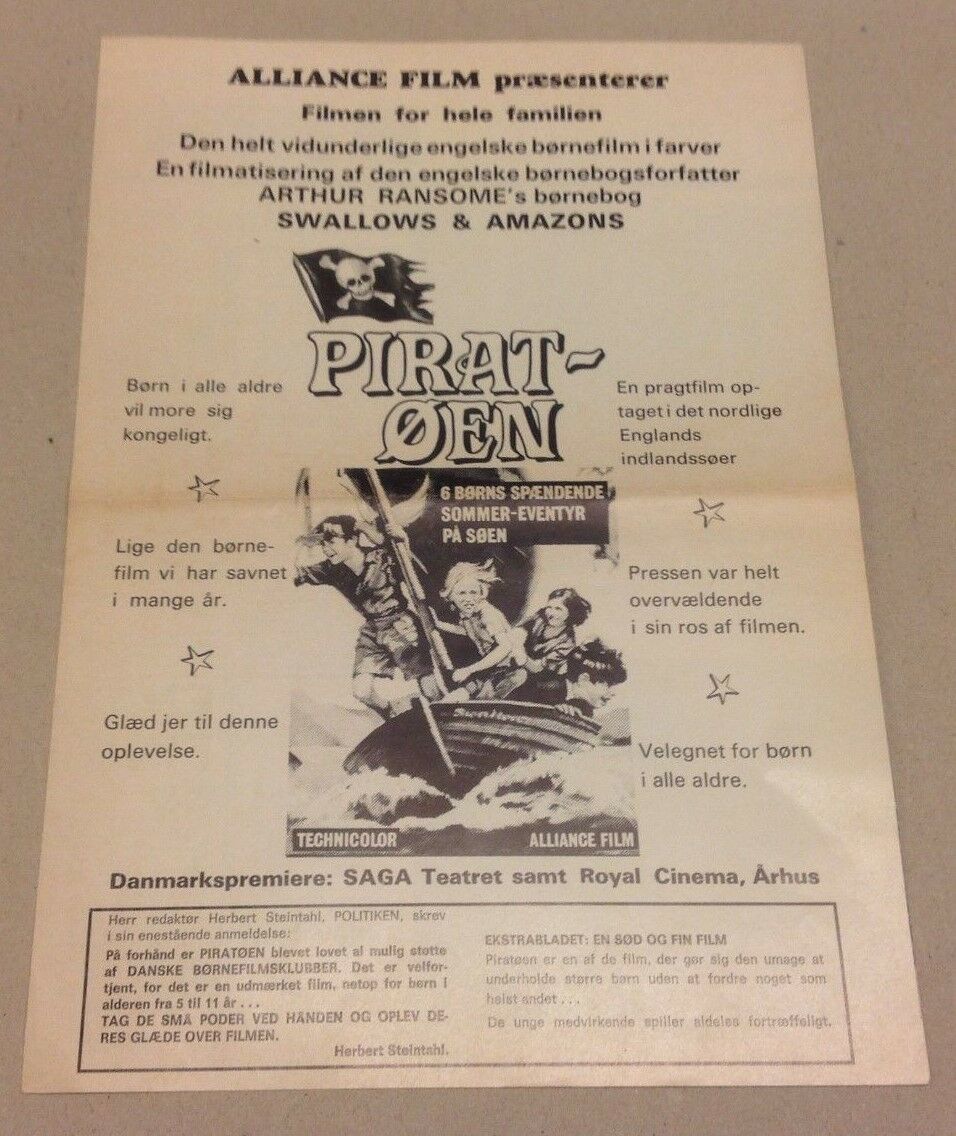 ALLIANCE FILM præsenterer
Filmen for hele familien
Den helt vidunderlige engelske børnefilm i farver
En filmatisering af den engelske børnebogsforfatter
ARTHUR RANSOME's børnebog
SWALLOWS & AMAZONS
PIRAT-
ØEN
Børn i alle aldre
vil more sig
kongeligt.
Lige den børne-
film vi har savnet
i mange år.
Glæd jer til denne
oplevelse.
6 BØRNS SPÆNDENDE
SOMMER-EVENTYR
PÅ SØEN
Swallow
TECHNICOLOR
ALLIANCE FILM
En pragtfilm op-
taget i det nordlige
Englands
indlandssøer
Pressen var helt
overvældende
i sin ros af filmen.
Velegnet for børn
i alle aldre.
Danmarkspremiere: SAGA Teatret samt Royal Cinema, Århus
Herr redaktør Herbert Steintahl, POLITIKEN, skrev
i sin enestående anmeldelse:
På forhånd er PIRATØEN blevet lovet al mulig støtte
af DANSKE BØRNEFILMSKLUBBER. Det er velfor-
tjent, for det er en udmærket film, netop for børn i
alderen fra 5 til 11 år . . .
TAG DE SMÅ PODER VED HÅNDEN OG OPLEV DE-
RES GLÆDE OVER FILMEN.
Herbert Steintahl.
EKSTRABLADET: EN SØD OG FIN FILM
Piratøen er en af de film, der gør sig den umage at
underholde større børn uden at fordre noget som
helst andet . . .
De unge medvirkende spiller aldeles fortræffeligt.